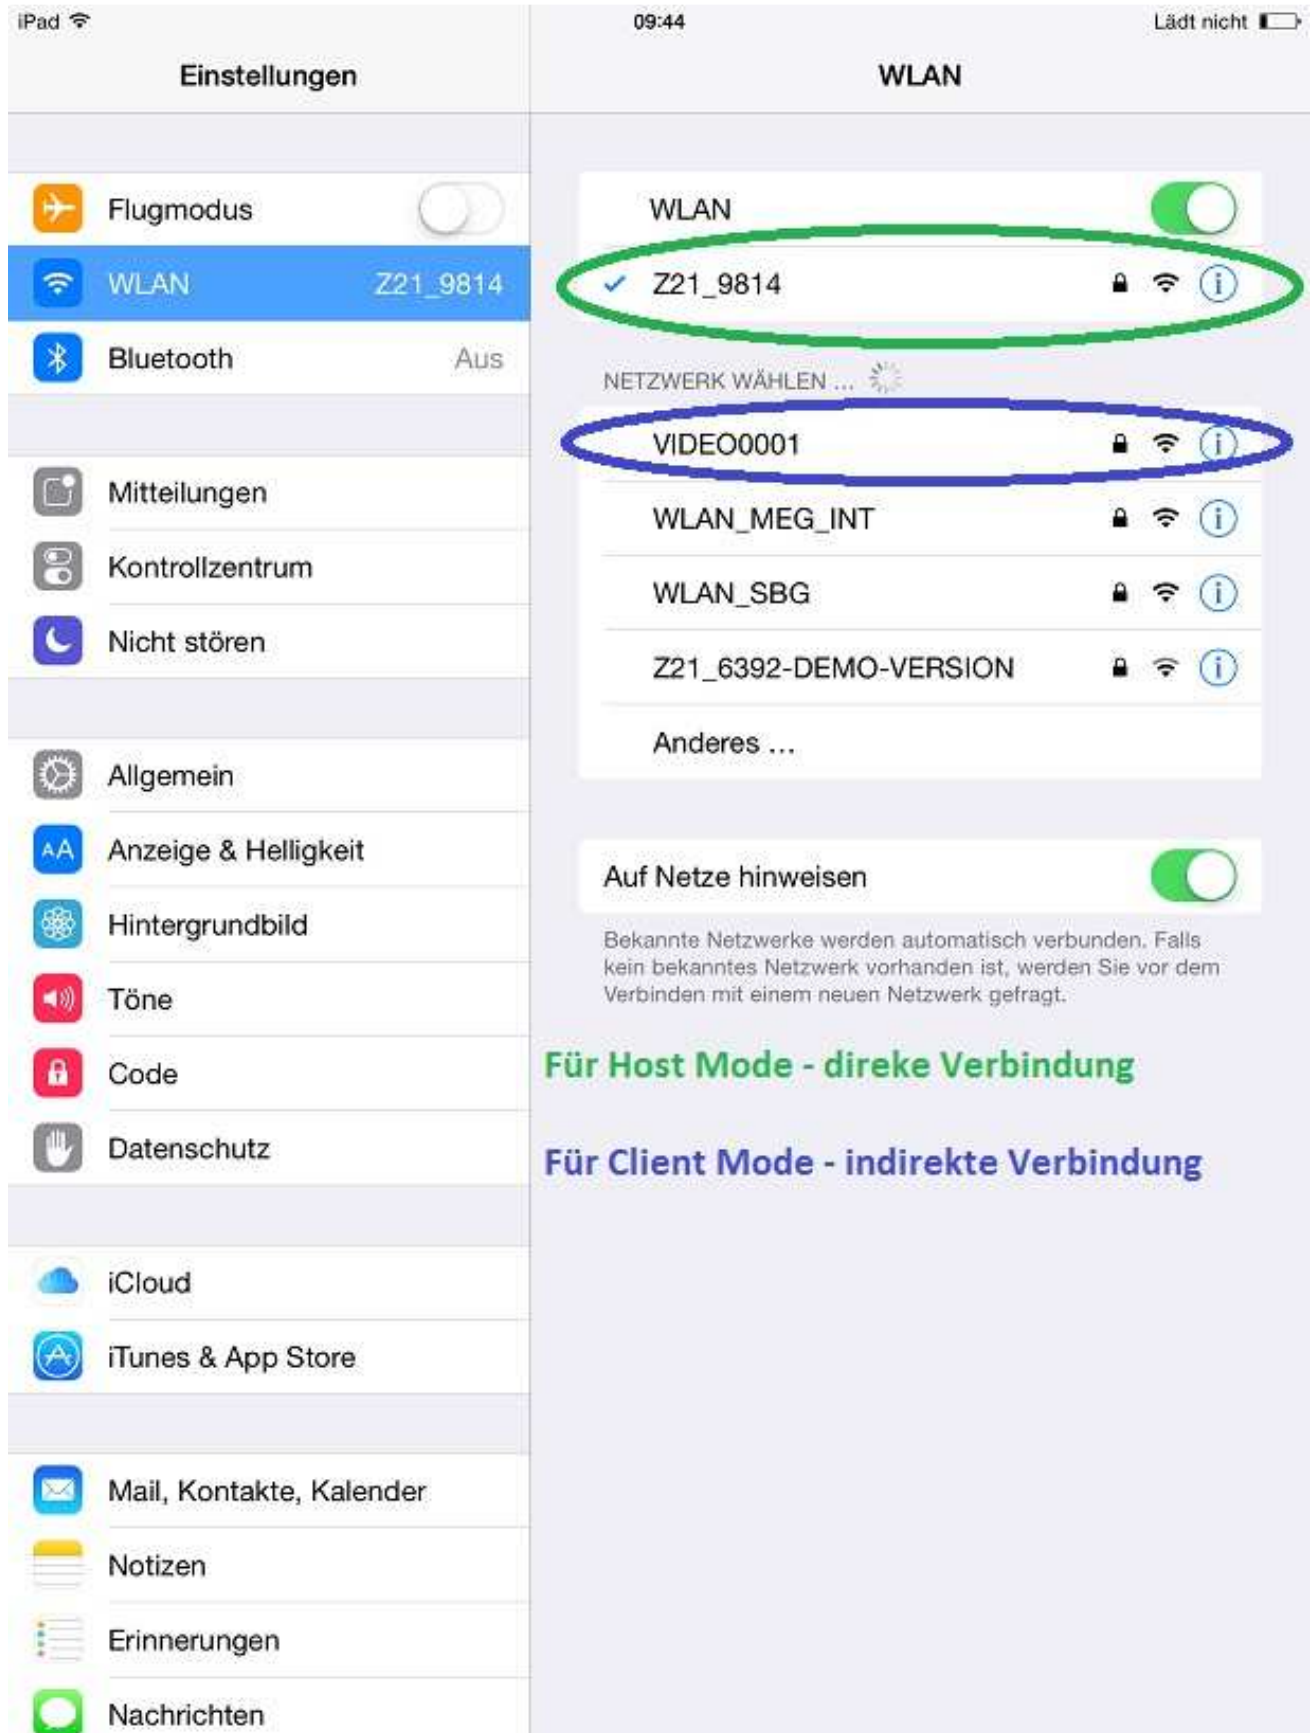 iPad
09:44
Lädt nicht
Einstellungen
WLAN
Flugmodus
WLAN Z21_9814
Bluetooth Aus
Mitteilungen
Kontrollzentrum
Nicht stören
Allgemein
Anzeige & Helligkeit
Hintergrundbild
Töne
Code
Datenschutz
iCloud
iTunes & App Store
Mail, Kontakte, Kalender
Notizen
Erinnerungen
Nachrichten
WLAN
Z21_9814
NETZWERK WÄHLEN ...
VIDEO0001
WLAN_MEG_INT
WLAN_SBG
Z21_6392-DEMO-VERSION
Anderes ...
Auf Netze hinweisen
Bekannte Netzwerke werden automatisch verbunden. Falls
kein bekanntes Netzwerk vorhanden ist, werden Sie vor dem
Verbinden mit einem neuen Netzwerk gefragt.
Für Host Mode - direke Verbindung
Für Client Mode - indirekte Verbindung